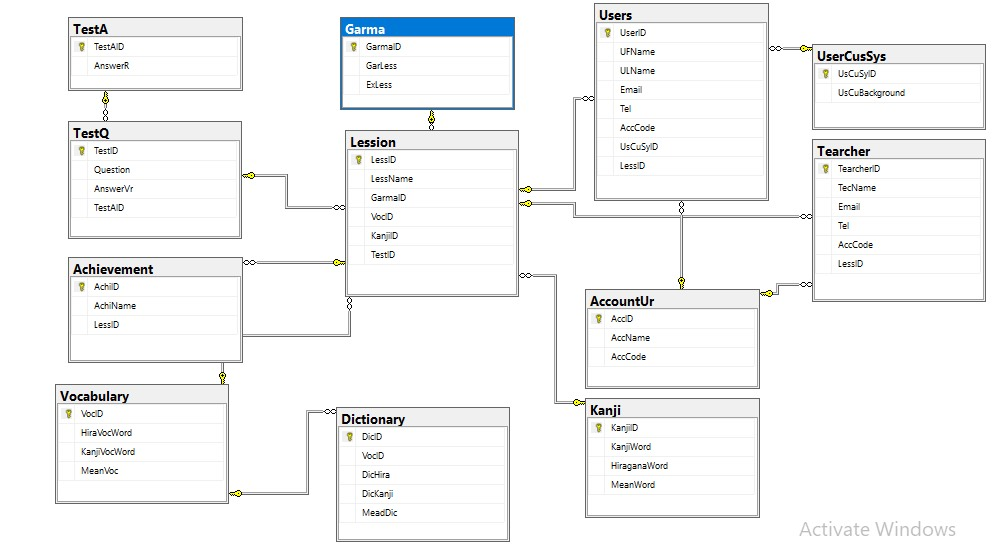 TestA
TestAID
AnswerR
Garma
GarmaID
GarLess
ExLess
Users
UserID
UFName
ULName
Email
Tel
AccCode
UsCuSyID
LessID
UserCusSys
UsCuSyID
UsCuBackground
TestQ
TestID
Question
AnswerVr
TestAID
Lession
LessID
LessName
GarmaID
VocID
KanjiID
TestID
Tearcher
TearcherID
TecName
Email
Tel
AccCode
LessID
Achievement
AchiID
AchiName
LessID
AccountUr
AccID
AccName
AccCode
Vocabulary
VocID
HiraVocWord
KanjiVocWord
MeanVoc
Dictionary
DicID
VocID
DicHira
DicKanji
MeadDic
Kanji
KanjiID
KanjiWord
HiraganaWord
MeanWord
Activate Windows